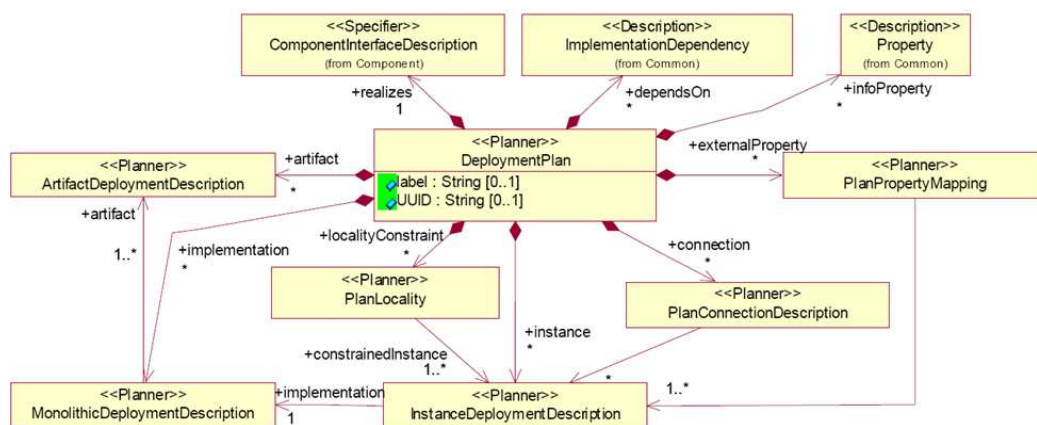 <<Specifier>>
ComponentInterfaceDescription
(from Component)
<<Description>>
ImplementationDependency
(from Common)
<<Description>>
Property
(from Common)
+realizes
1
+dependsOn
*
+infoProperty
*
<<Planner>>
DeploymentPlan
label : String [0..1]
UUID : String [0..1]
+externalProperty
*
<<Planner>>
PlanPropertyMapping
+artifact
*
<<Planner>>
ArtifactDeploymentDescription
+artifact
1..*
+implementation
*
+localityConstraint
*
<<Planner>>
PlanLocality
+connection
*
<<Planner>>
PlanConnectionDescription
+instance
*
+constrainedInstance
1..*
*
1..*
<<Planner>>
MonolithicDeploymentDescription
+implementation
1
<<Planner>>
InstanceDeploymentDescription